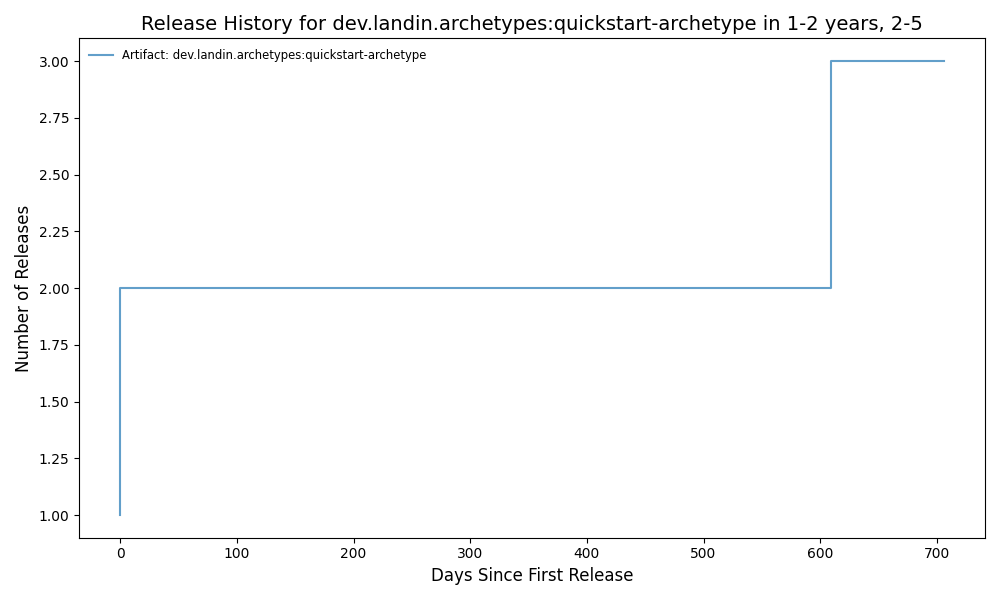 Release History for dev.landin.archetypes:quickstart-archetype in 1-2 years, 2-5
Artifact: dev.landin.archetypes:quickstart-archetype
Number of Releases
3.00
2.75
2.50
2.25
2.00
1.75
1.50
1.25
1.00
0 100 200 300 400 500 600 700
Days Since First Release